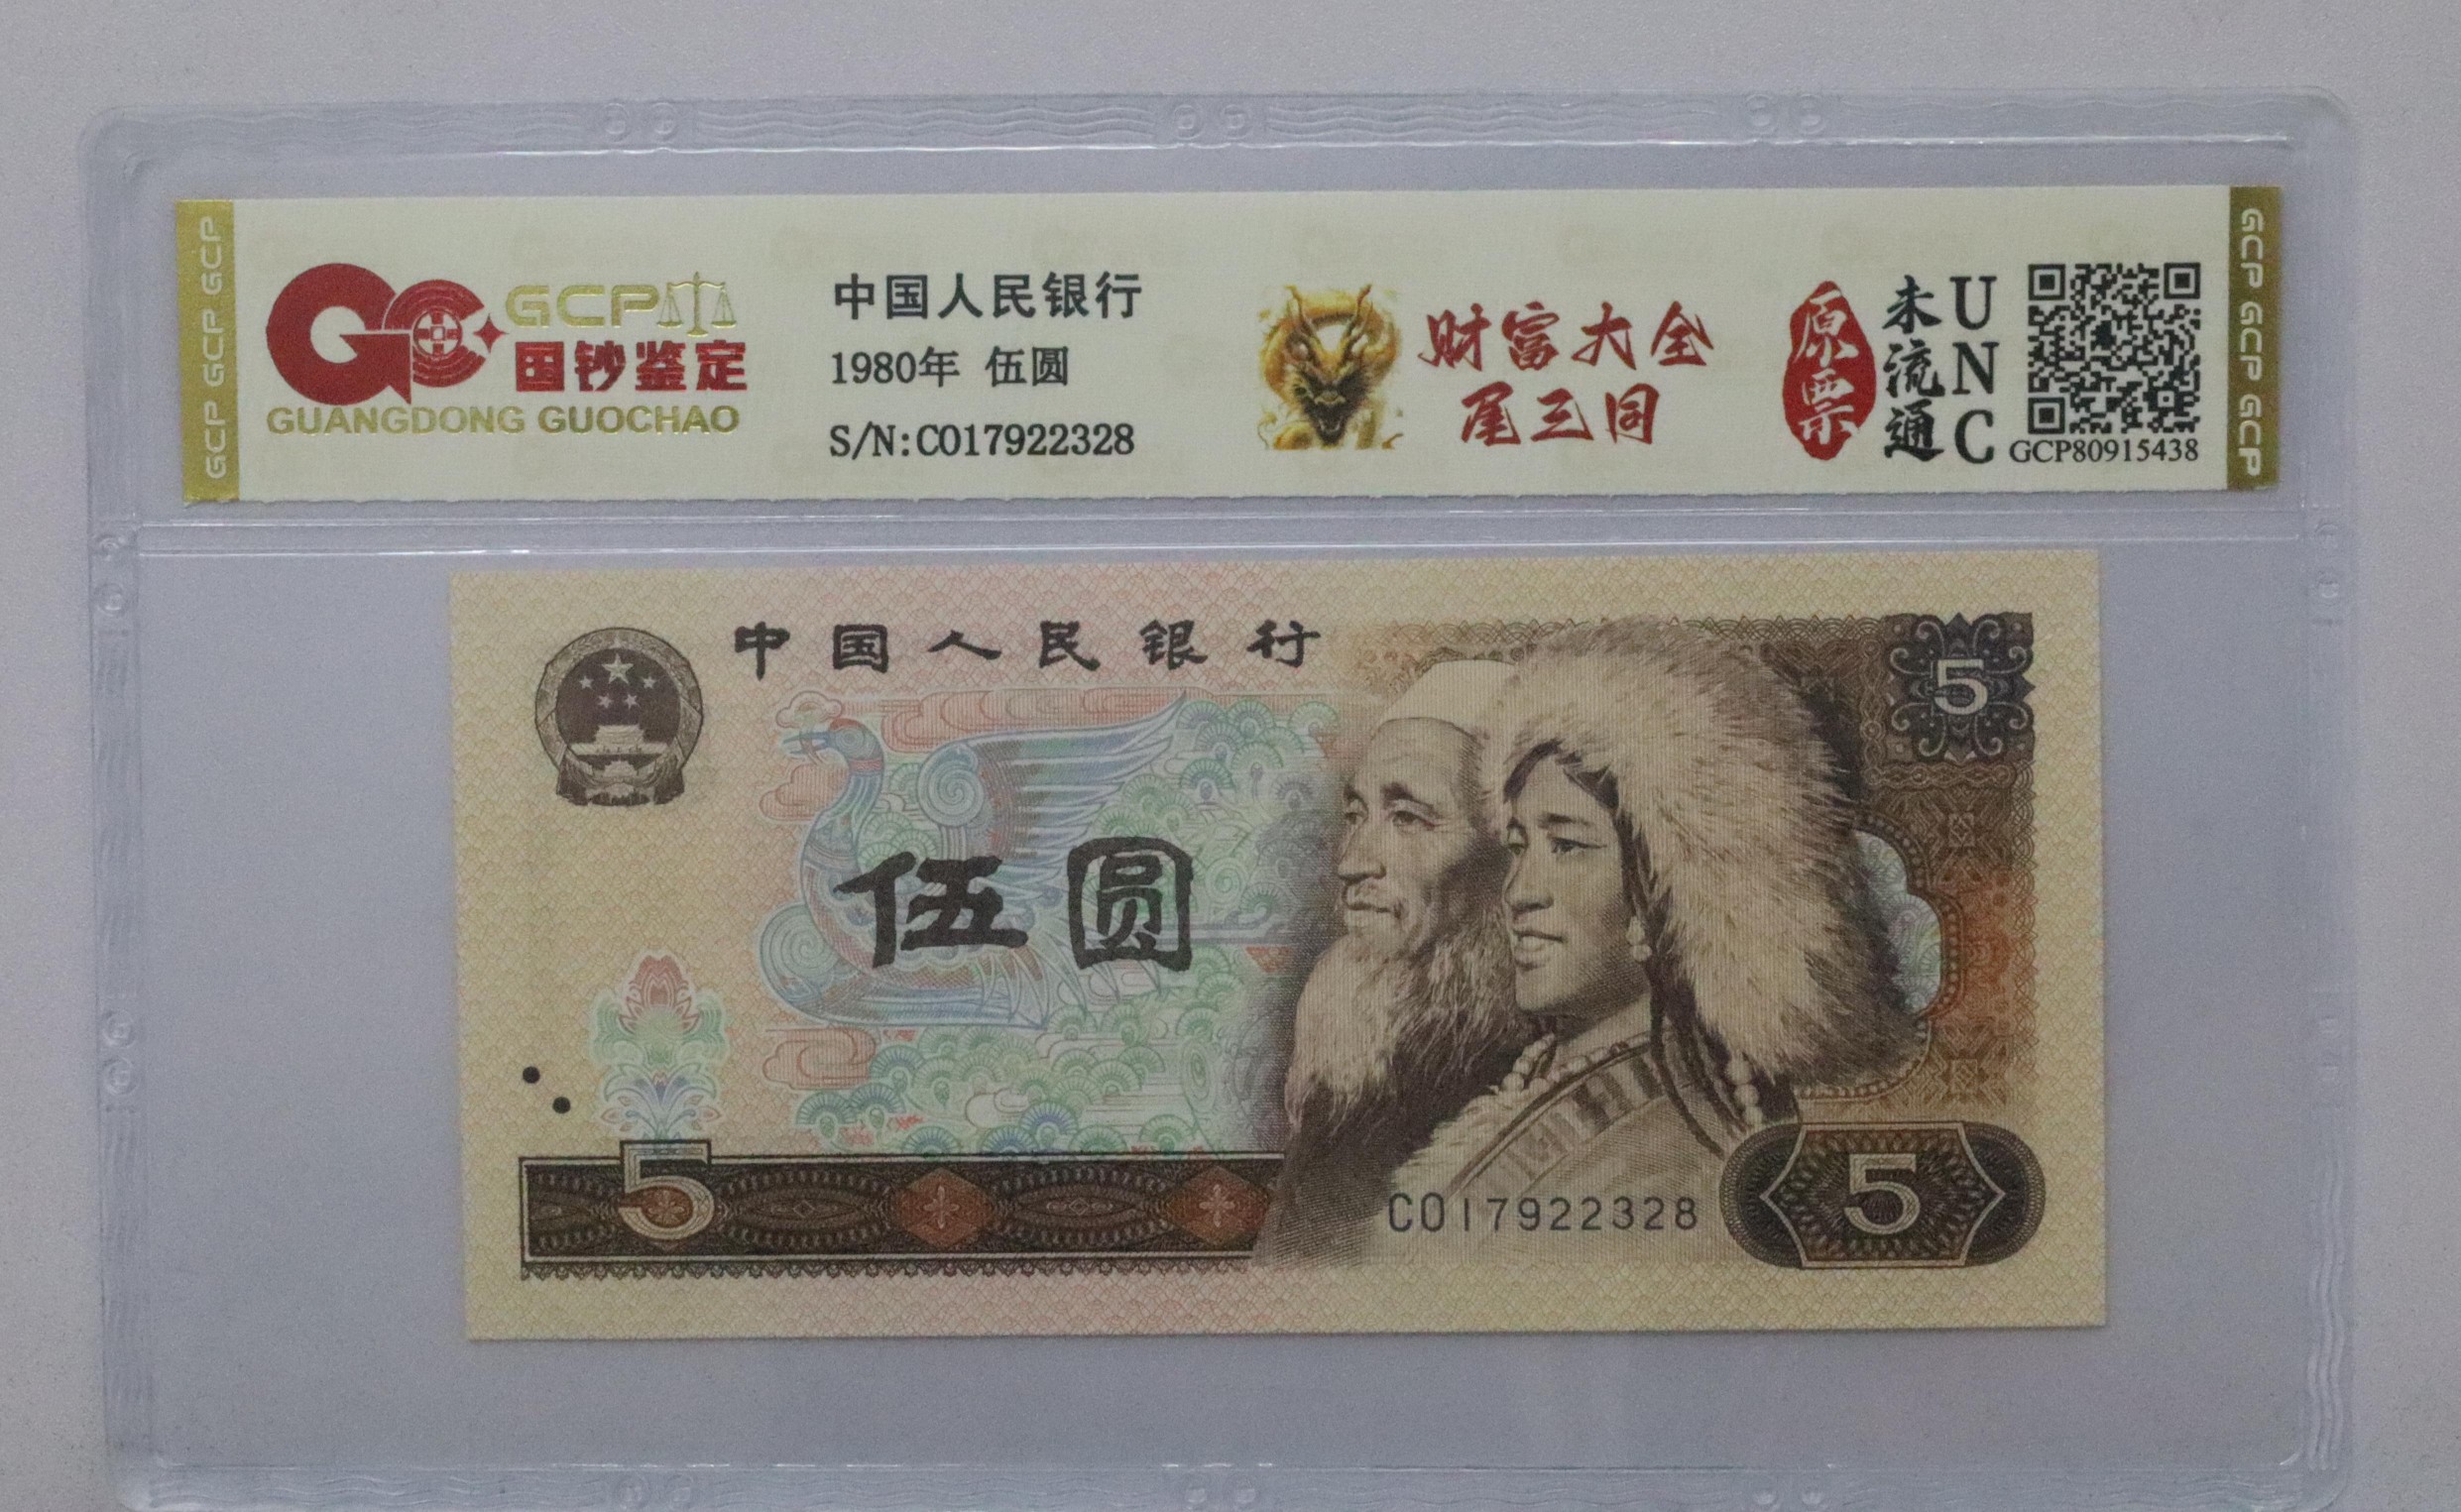 GCP GCP GCP
GCP
国钞鉴定
GUANGDONG GUOCHAO
中国人民银行
1980年 伍圆
S/N:CO17922328
财富大全
尾三同
原票
未流通
UNC
GCP80915438
GCP GCP GCP
中国人民银行
5
伍圆
5
CO17922328
5